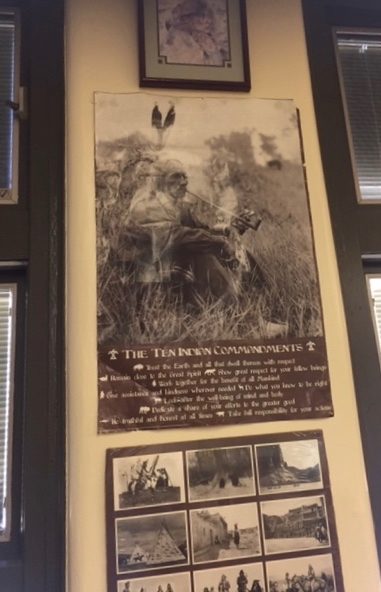 THE TEN INDIAN COMMANDMENTS
Treat the Earth and all that dwell thereon with respect
Remain close to the Great Spirit Show great respect for your fellow beings
Work together for the benefit of all Mankind
Give assistance and kindness wherever needed Do what you know to be right
Look after the well-being of mind and body
Dedicate a share of your efforts to the greater good
Be truthful and honest at all times Take full responsibility for your actions